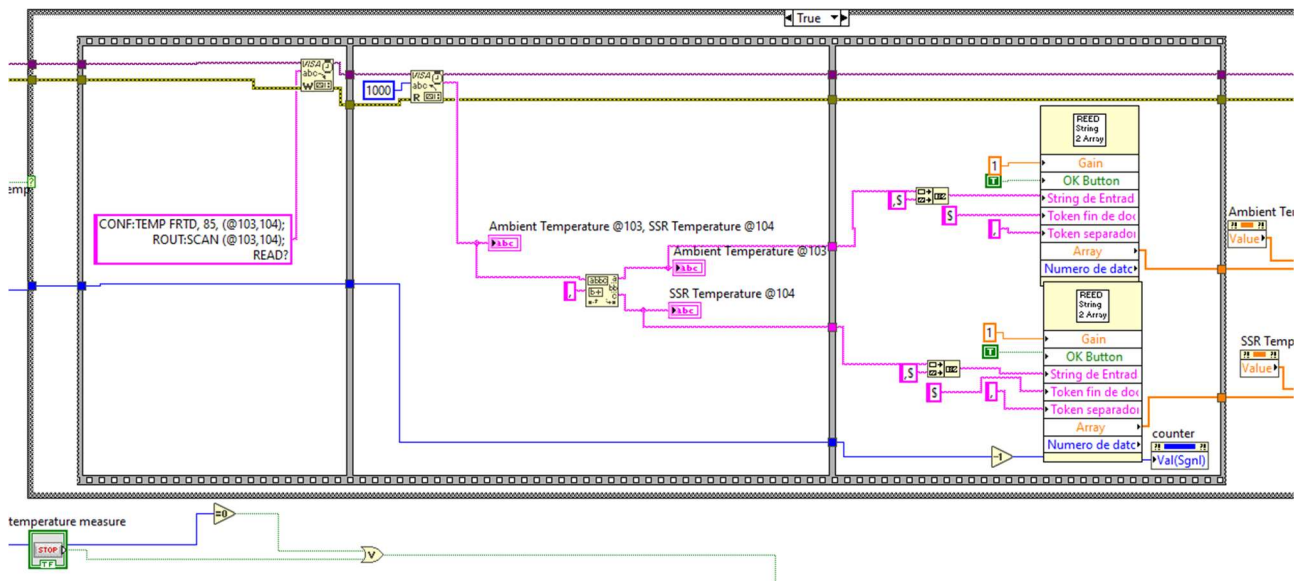 True
VISA
abc
W
VISA
abc
R
1000
REED
String
2 Array
Gain
OK Button
String de Entrad
Token fin de doc
Token separador
Array
Numero de datc
1
T
,$
$
,
CONF:TEMP FRTD, 85, (@103,104);
ROUT:SCAN (@103,104);
READ?
Ambient Temperature @103, SSR Temperature @104
abc
Ambient Temperature @103
abc
SSR Temperature @104
abc
,
Ambient Te
Value
REED
String
2 Array
Gain
OK Button
String de Entrad
Token fin de doc
Token separador
Array
Numero de datc
1
T
,$
$
,
SSR Temp
Value
counter
Val(Sgnl)
-1
temperature measure
STOP
TF
=0
V